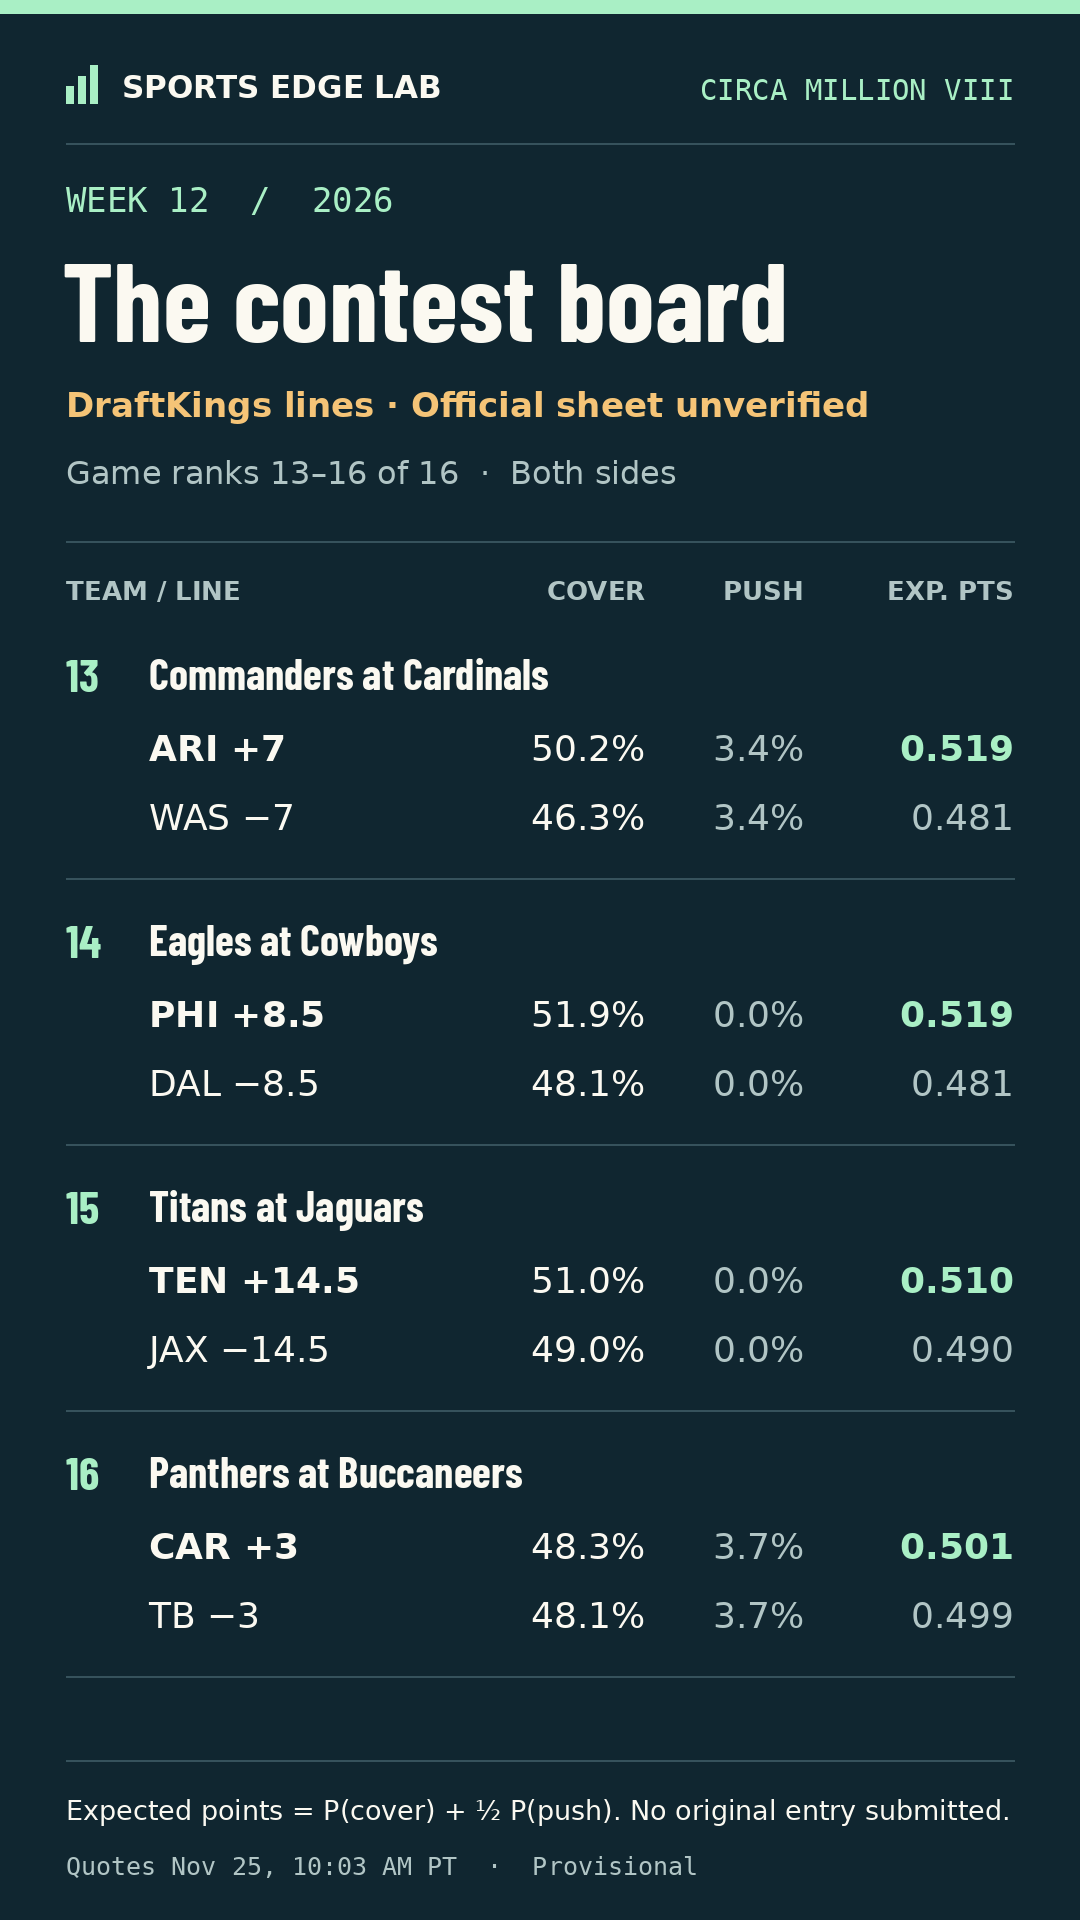 SPORTS EDGE LAB
CIRCA MILLION VIII
WEEK 12 / 2026
The contest board
DraftKings lines · Official sheet unverified
Game ranks 13–16 of 16 · Both sides
TEAM / LINE COVER PUSH EXP. PTS
13 Commanders at Cardinals
ARI +7 50.2% 3.4% 0.519
WAS −7 46.3% 3.4% 0.481
14 Eagles at Cowboys
PHI +8.5 51.9% 0.0% 0.519
DAL −8.5 48.1% 0.0% 0.481
15 Titans at Jaguars
TEN +14.5 51.0% 0.0% 0.510
JAX −14.5 49.0% 0.0% 0.490
16 Panthers at Buccaneers
CAR +3 48.3% 3.7% 0.501
TB −3 48.1% 3.7% 0.499
Expected points = P(cover) + ½ P(push). No original entry submitted.
Quotes Nov 25, 10:03 AM PT · Provisional